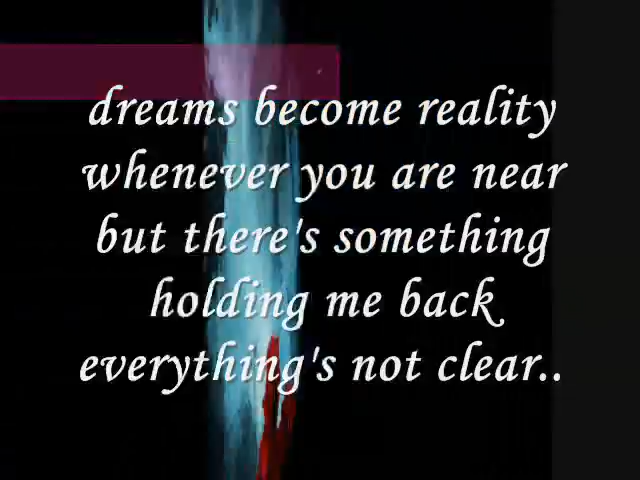 dreams become reality
whenever you are near
but there's something
holding me back
everything's not clear..